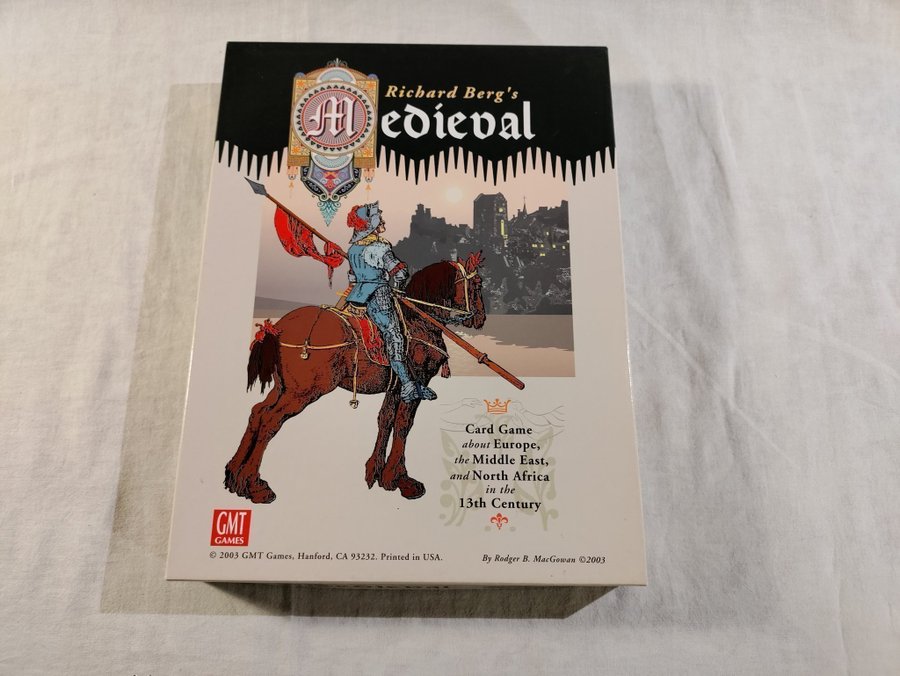 Richard Berg's
Medieval
Card Game
about Europe,
the Middle East,
and North Africa
in the
13th Century
GMT
GAMES
© 2003 GMT Games, Hanford, CA 93232. Printed in USA.
By Rodger B. MacGowan ©2003